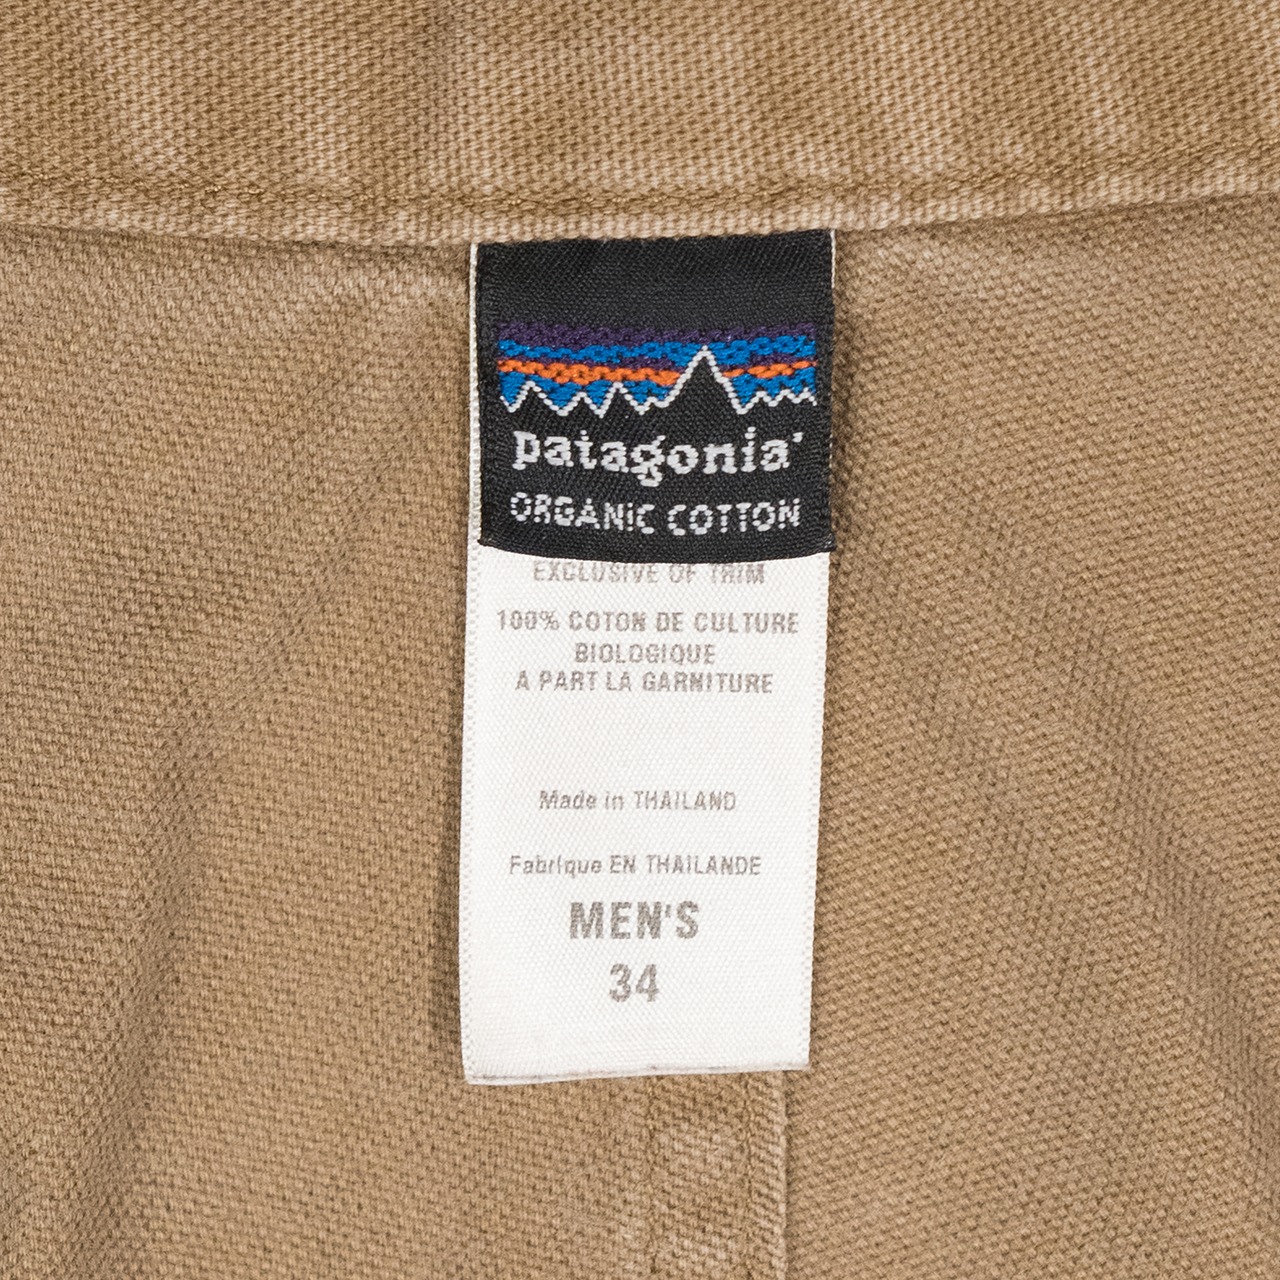 patagonia
ORGANIC COTTON
EXCLUSIVE OF TRIM
100% COTON DE CULTURE
BIOLOGIQUE
A PART LA GARNITURE
Made in THAILAND
Fabrique EN THAILANDE
MEN'S
34